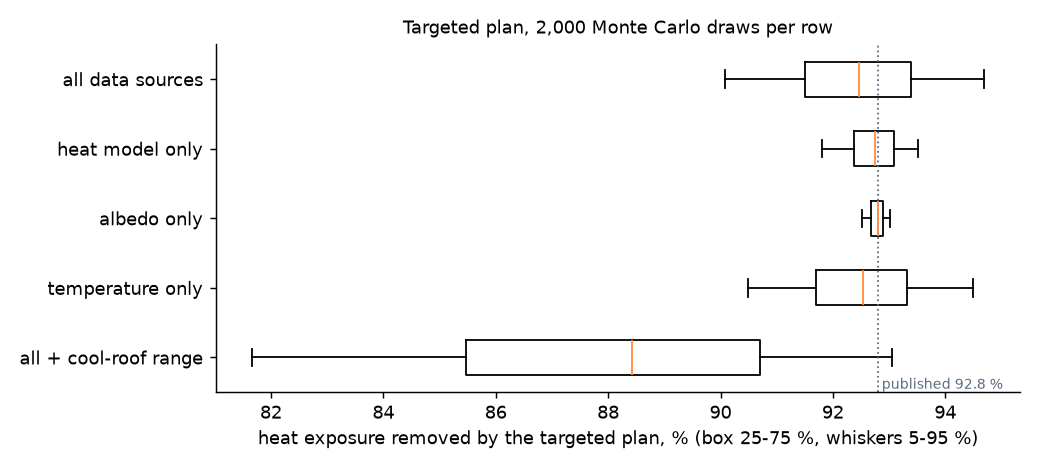 Targeted plan, 2,000 Monte Carlo draws per row
all data sources
heat model only
albedo only
temperature only
all + cool-roof range
published 92.8 %
82 84 86 88 90 92 94
heat exposure removed by the targeted plan, % (box 25-75 %, whiskers 5-95 %)